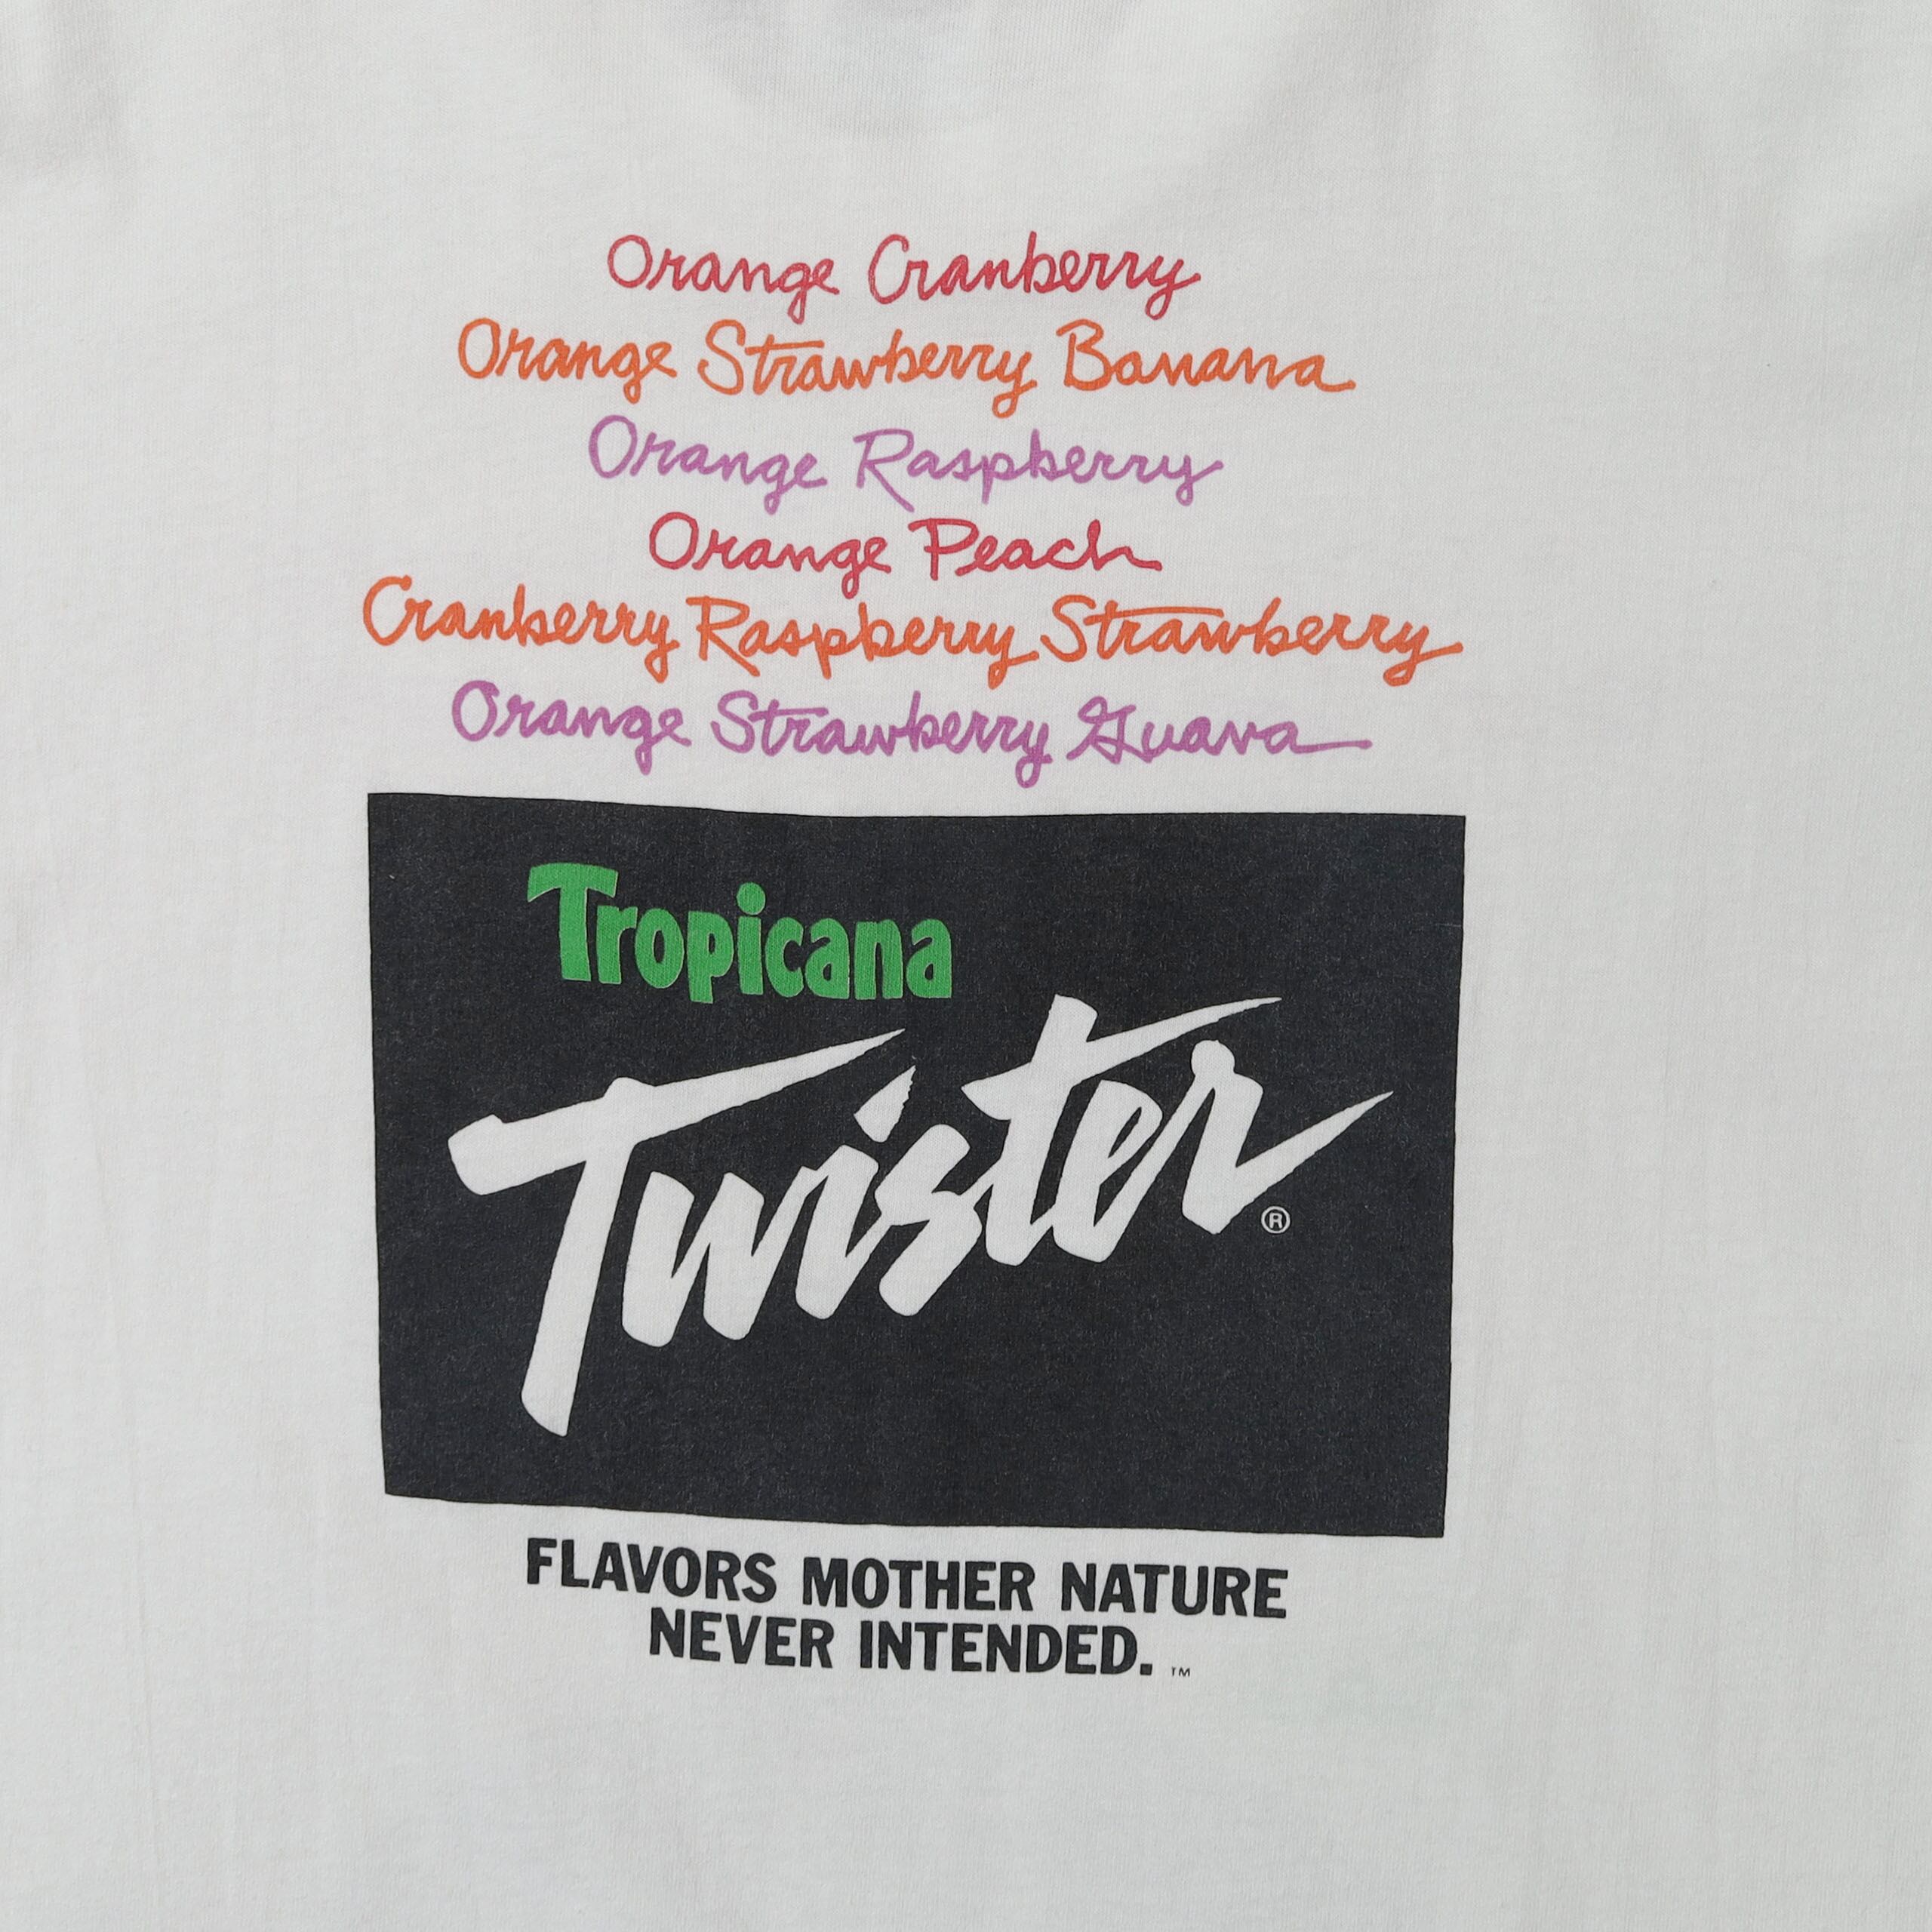 Orange Cranberry
Orange Strawberry Banana
Orange Raspberry
Orange Peach
Cranberry Raspberry Strawberry
Orange Strawberry Guava
Tropicana
Twister®
FLAVORS MOTHER NATURE
NEVER INTENDED.™